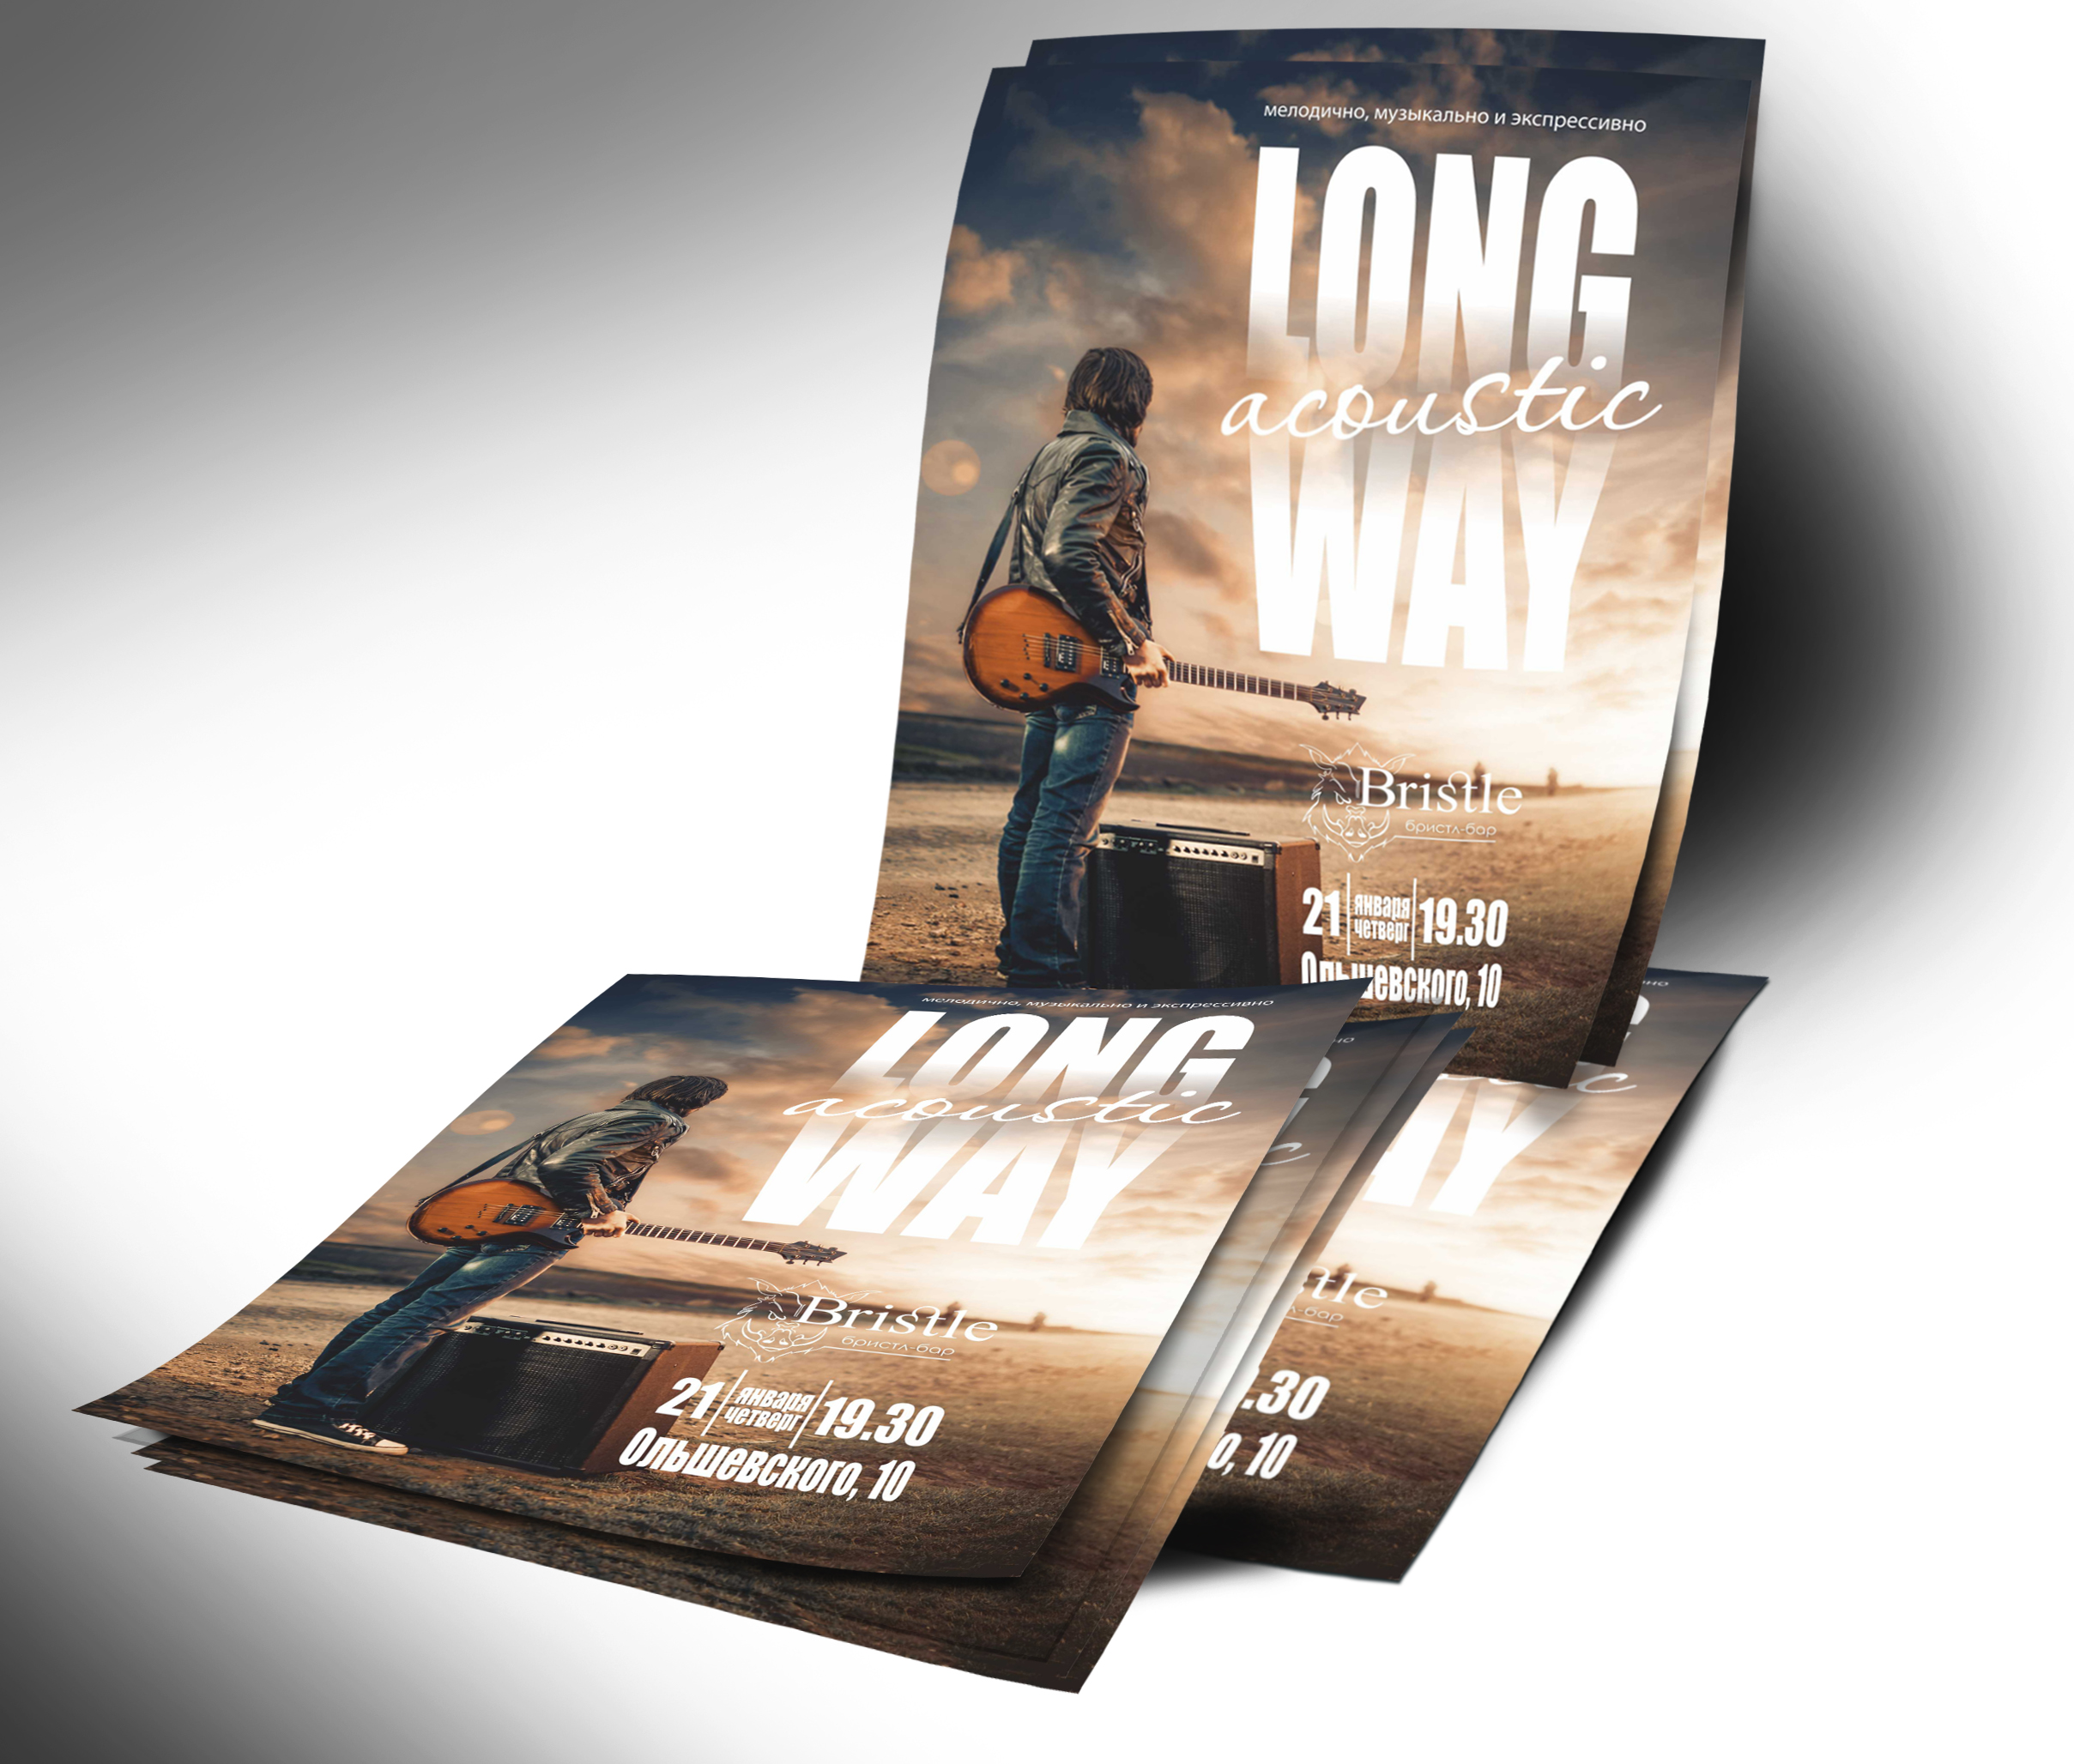 мелодично, музыкально и экспрессивно
LONG
acoustic
WAY
Bristle
бристл-бар
21 января четверг 19.30
Ольшевского, 10
мелодично, музыкально и экспрессивно
LONG
acoustic
WAY
Bristle
бристл-бар
21 января четверг 19.30
Ольшевского, 10